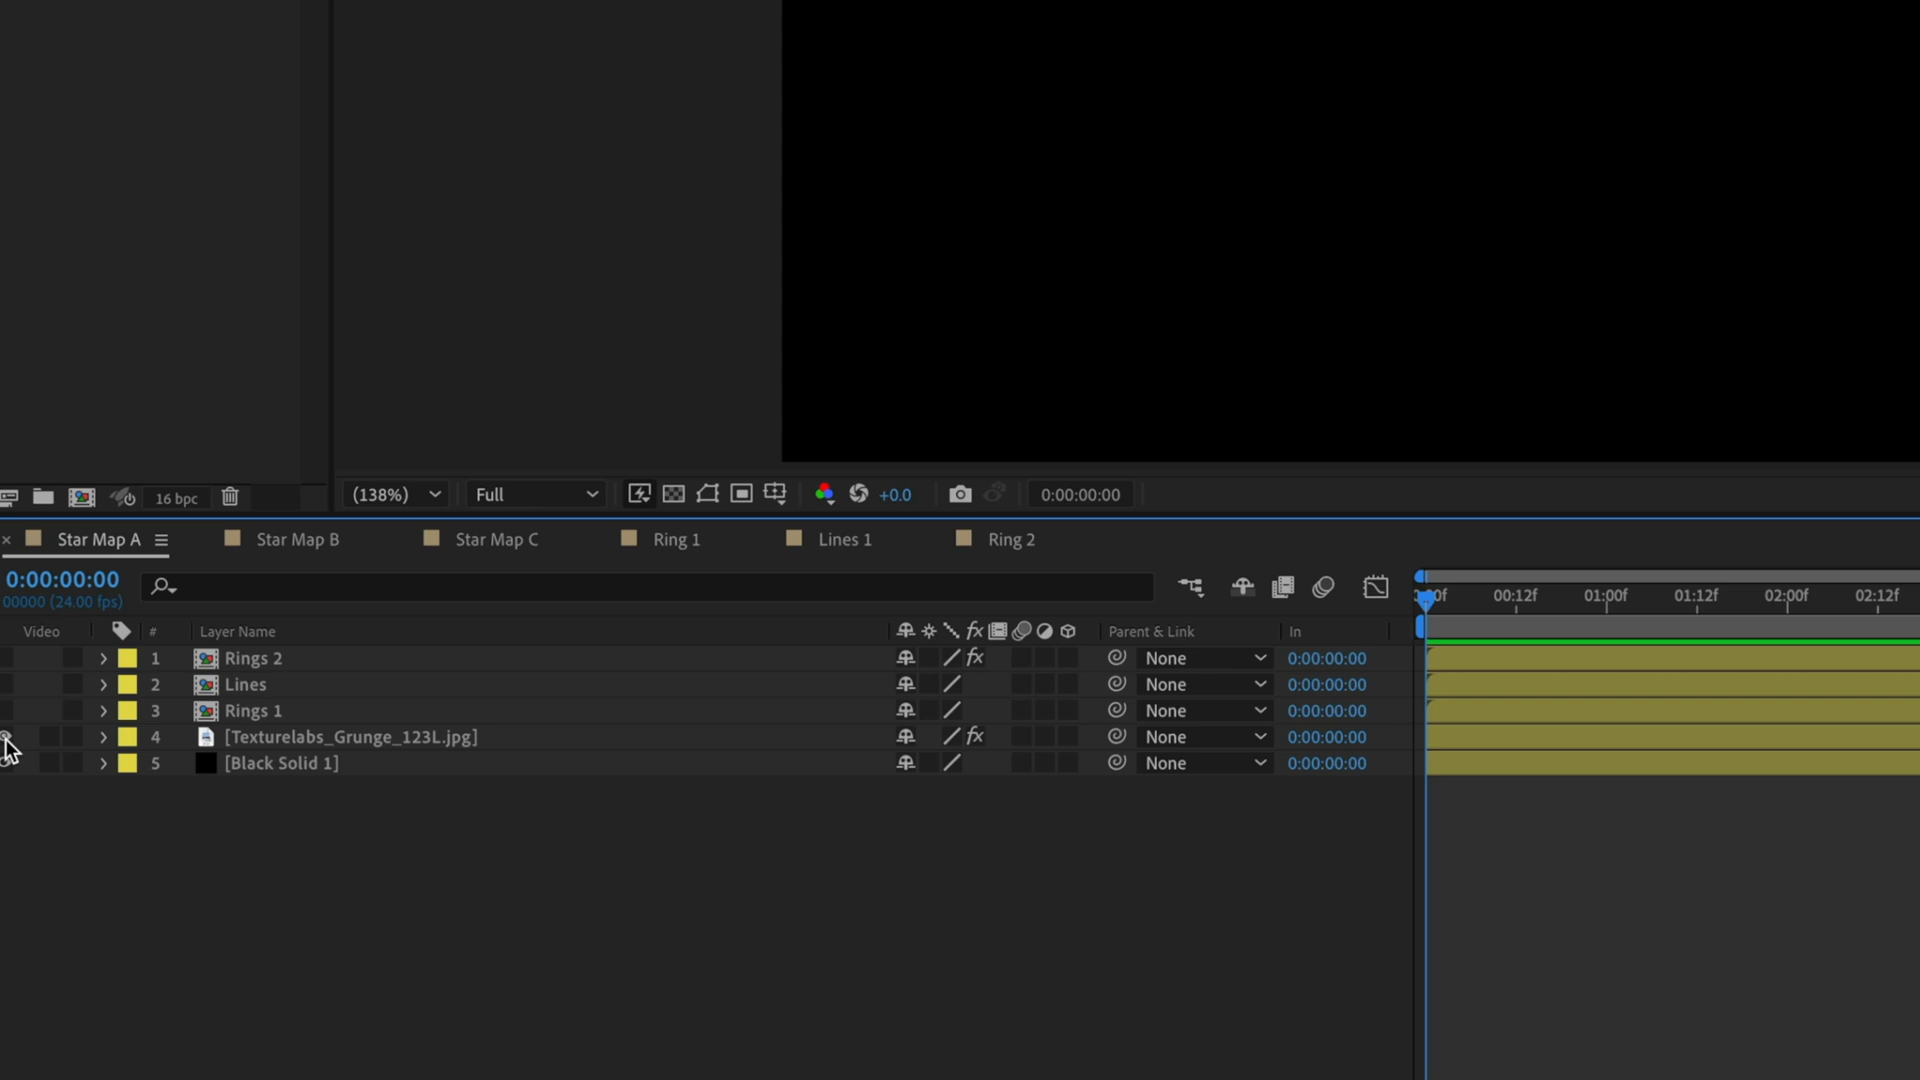 16 bpc (138%) Full +0.0 0:00:00:00
Star Map A Star Map B Star Map C Ring 1 Lines 1 Ring 2
0:00:00:00
00000 (24.00 fps)
00:12f 01:00f 01:12f 02:00f 02:12f
Video # Layer Name fx Parent & Link In
1 Rings 2 fx None 0:00:00:00
2 Lines None 0:00:00:00
3 Rings 1 None 0:00:00:00
4 [Texturelabs_Grunge_123L.jpg] fx None 0:00:00:00
5 [Black Solid 1] None 0:00:00:00